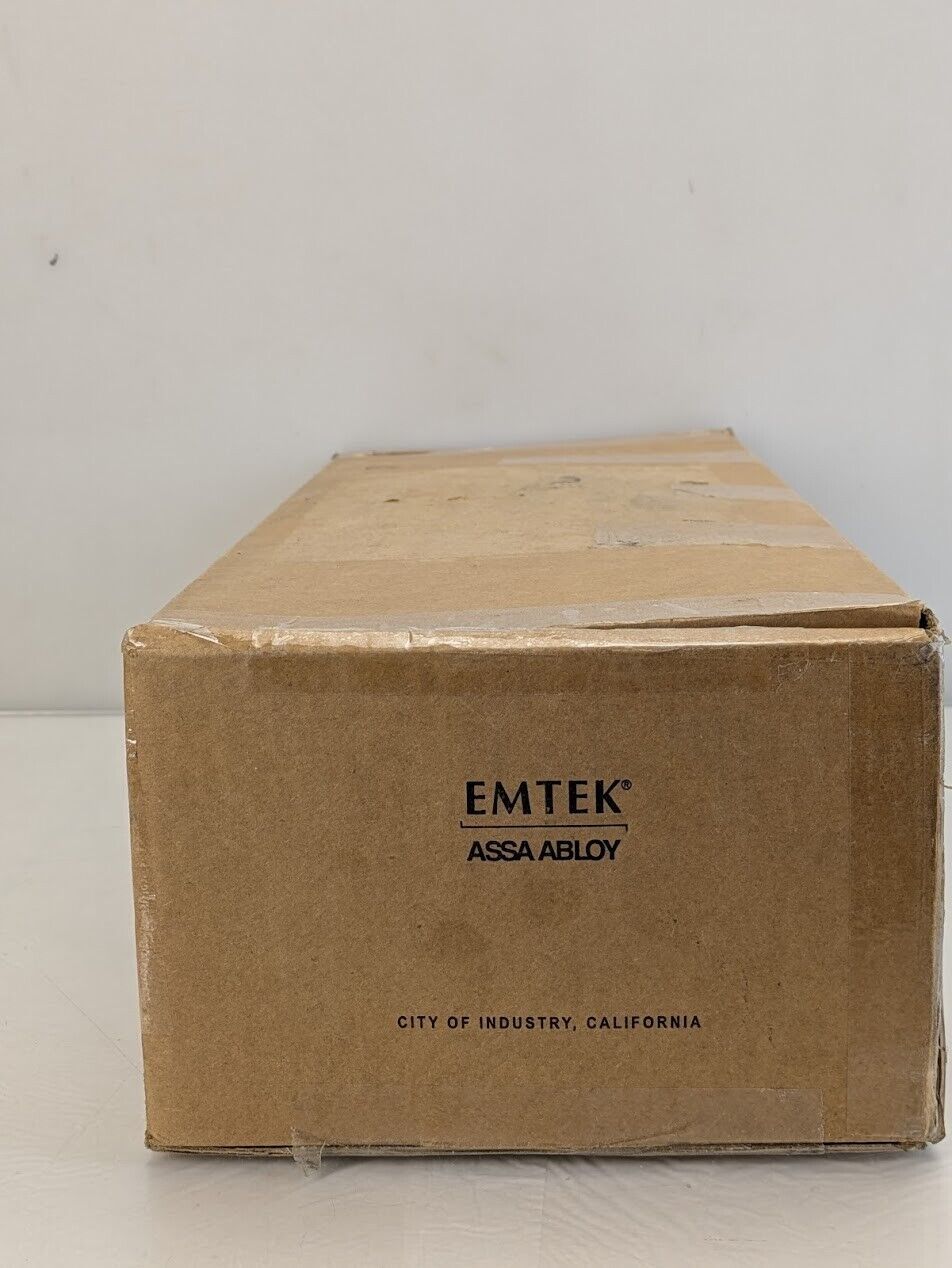 EMTEK®
ASSA ABLOY
CITY OF INDUSTRY, CALIFORNIA